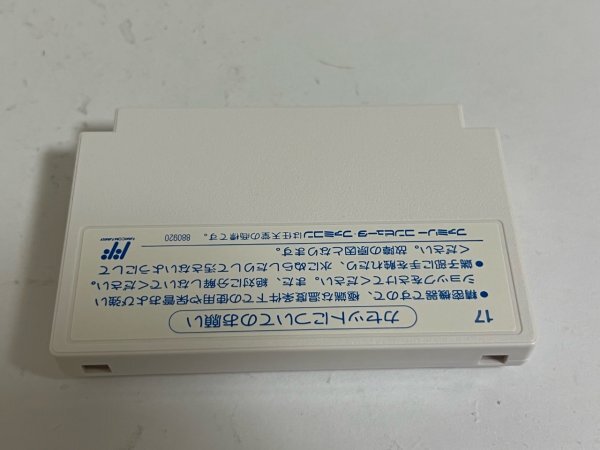 17
カセットについてのお願い
●精密機器ですので、極端な温度条件下での使用や保管および強い
ショックをさけてください。また、絶対に分解しないでください。
●端子部に手を触れたり、水にぬらしたりして汚さないようにして
ください。故障の原因となります。
ファミリーコンピュータ・ファミコンは任天堂の商標です。 880920
FAMICOM FAMILY